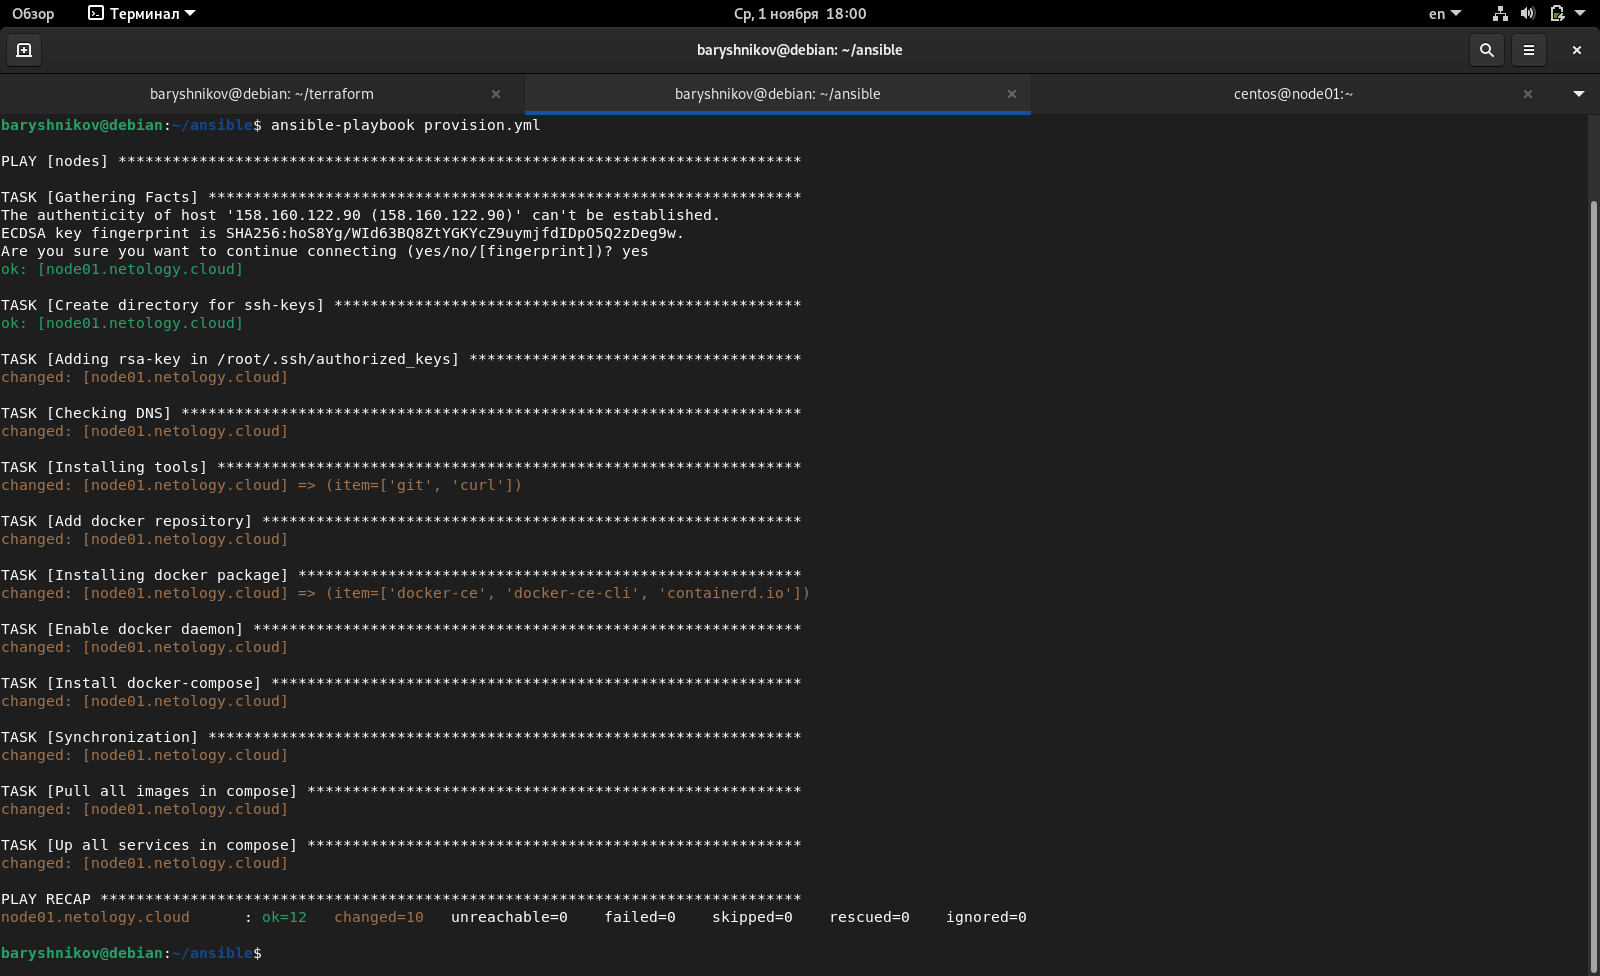 Обзор Терминал Ср, 1 ноября 18:00 en
baryshnikov@debian: ~/ansible
baryshnikov@debian: ~/terraform baryshnikov@debian: ~/ansible centos@node01:~
baryshnikov@debian:~/ansible$ ansible-playbook provision.yml
PLAY [nodes] ****************************************************************************
TASK [Gathering Facts] ******************************************************************
The authenticity of host '158.160.122.90 (158.160.122.90)' can't be established.
ECDSA key fingerprint is SHA256:hoS8Yg/WId63BQ8ZtYGKYcZ9uymjfdIDpO5Q2zDeg9w.
Are you sure you want to continue connecting (yes/no/[fingerprint])? yes
ok: [node01.netology.cloud]
TASK [Create directory for ssh-keys] ****************************************************
ok: [node01.netology.cloud]
TASK [Adding rsa-key in /root/.ssh/authorized_keys] *************************************
changed: [node01.netology.cloud]
TASK [Checking DNS] *********************************************************************
changed: [node01.netology.cloud]
TASK [Installing tools] *****************************************************************
changed: [node01.netology.cloud] => (item=['git', 'curl'])
TASK [Add docker repository] ************************************************************
changed: [node01.netology.cloud]
TASK [Installing docker package] ********************************************************
changed: [node01.netology.cloud] => (item=['docker-ce', 'docker-ce-cli', 'containerd.io'])
TASK [Enable docker daemon] *************************************************************
changed: [node01.netology.cloud]
TASK [Install docker-compose] ***********************************************************
changed: [node01.netology.cloud]
TASK [Synchronization] ******************************************************************
changed: [node01.netology.cloud]
TASK [Pull all images in compose] *******************************************************
changed: [node01.netology.cloud]
TASK [Up all services in compose] *******************************************************
changed: [node01.netology.cloud]
PLAY RECAP ******************************************************************************
node01.netology.cloud : ok=12 changed=10 unreachable=0 failed=0 skipped=0 rescued=0 ignored=0
baryshnikov@debian:~/ansible$